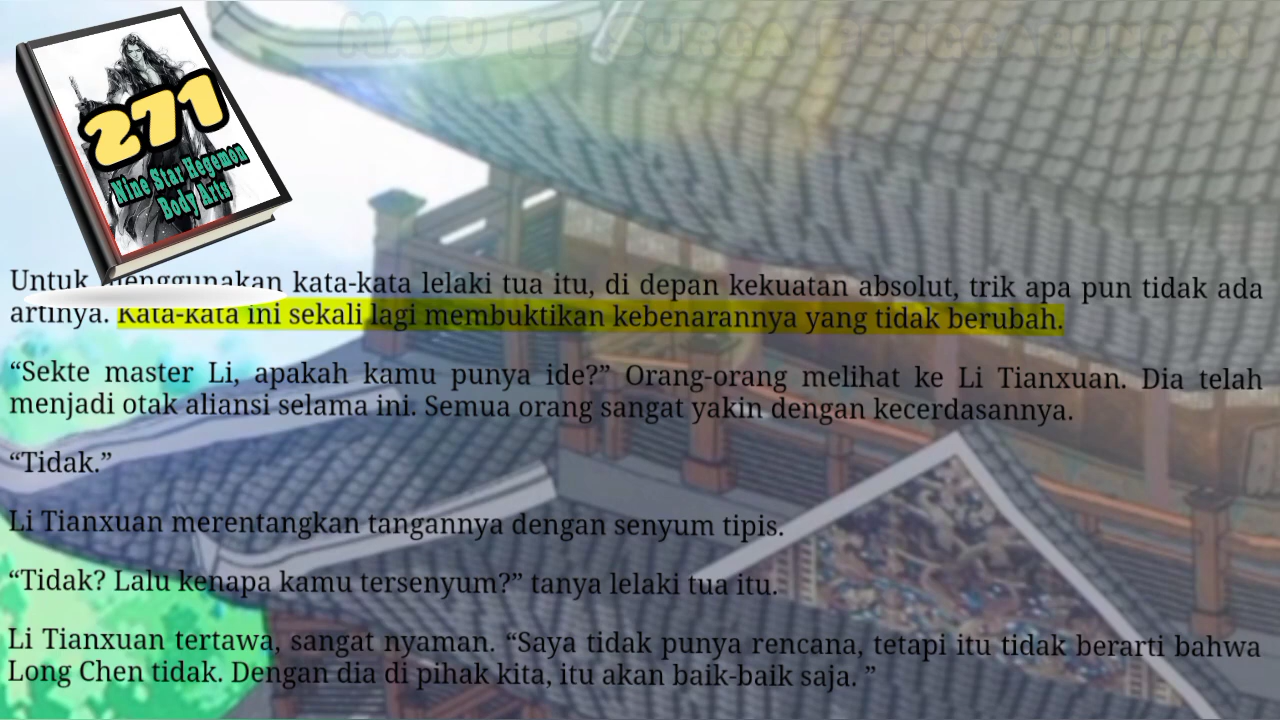 Maju ke Surga Penggabungan
271
Nine Star Hegemon
Body Arts
Untuk menggunakan kata-kata lelaki tua itu, di depan kekuatan absolut, trik apa pun tidak ada
artinya. Kata-kata ini sekali lagi membuktikan kebenarannya yang tidak berubah.
“Sekte master Li, apakah kamu punya ide?” Orang-orang melihat ke Li Tianxuan. Dia telah
menjadi otak aliansi selama ini. Semua orang sangat yakin dengan kecerdasannya.
“Tidak.”
Li Tianxuan merentangkan tangannya dengan senyum tipis.
“Tidak? Lalu kenapa kamu tersenyum?” tanya lelaki tua itu.
Li Tianxuan tertawa, sangat nyaman. “Saya tidak punya rencana, tetapi itu tidak berarti bahwa
Long Chen tidak. Dengan dia di pihak kita, itu akan baik-baik saja. ”